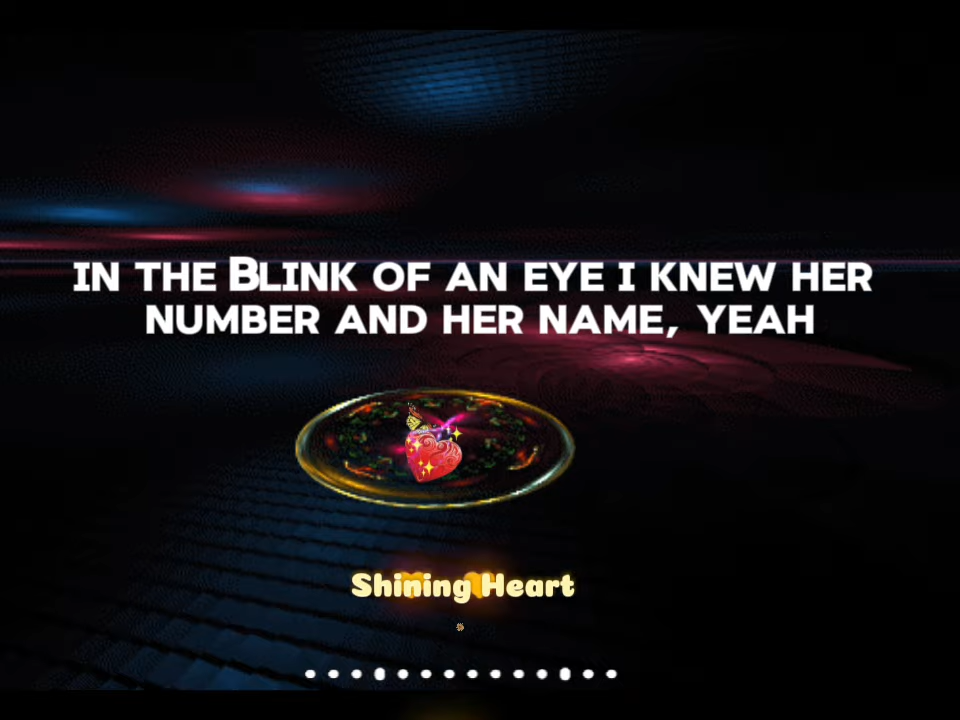 IN THE BLINK OF AN EYE I KNEW HER
NUMBER AND HER NAME, YEAH
Shining Heart